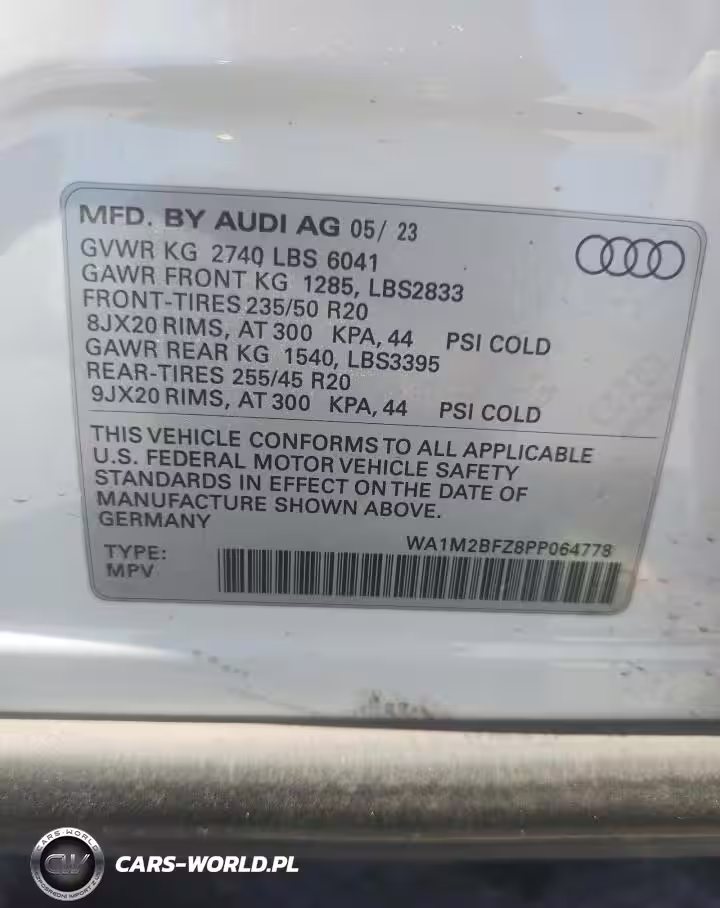 MFD. BY AUDI AG 05/ 23
GVWR KG 2740 LBS 6041
GAWR FRONT KG 1285, LBS2833
FRONT-TIRES 235/50 R20
8JX20 RIMS, AT 300 KPA, 44 PSI COLD
GAWR REAR KG 1540, LBS3395
REAR-TIRES 255/45 R20
9JX20 RIMS, AT 300 KPA, 44 PSI COLD
THIS VEHICLE CONFORMS TO ALL APPLICABLE
U.S. FEDERAL MOTOR VEHICLE SAFETY
STANDARDS IN EFFECT ON THE DATE OF
MANUFACTURE SHOWN ABOVE.
GERMANY
WA1M2BFZ8PP064778
TYPE:
MPV
CARS-WORLD
CW
CARS-WORLD.PL